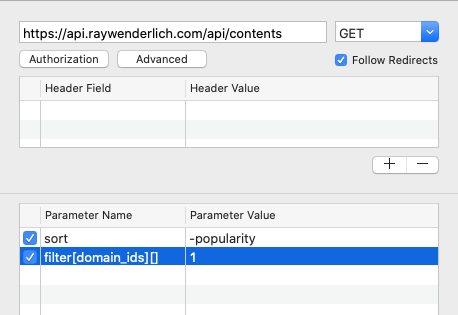 https://api.raywenderlich.com/api/contents GET
Authorization Advanced Follow Redirects
Header Field Header Value
Parameter Name Parameter Value
sort -popularity
filter[domain_ids][] 1